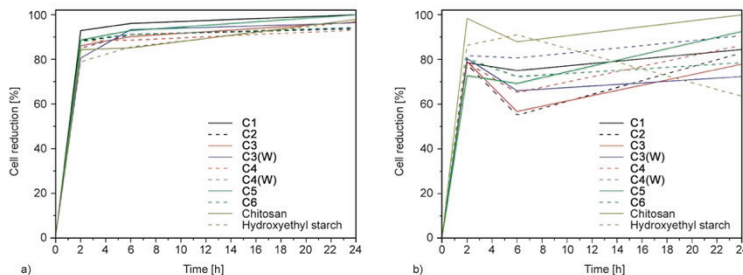 100
80
60
40
20
0
Cell reduction [%]
C1
C2
C3
C3(W)
C4
C4(W)
C5
C6
Chitosan
Hydroxyethyl starch
0 2 4 6 8 10 12 14 16 18 20 22 24
a) Time [h]
100
80
60
40
20
0
Cell reduction [%]
C1
C2
C3
C3(W)
C4
C4(W)
C5
C6
Chitosan
Hydroxyethyl starch
0 2 4 6 8 10 12 14 16 18 20 22 24
b) Time [h]